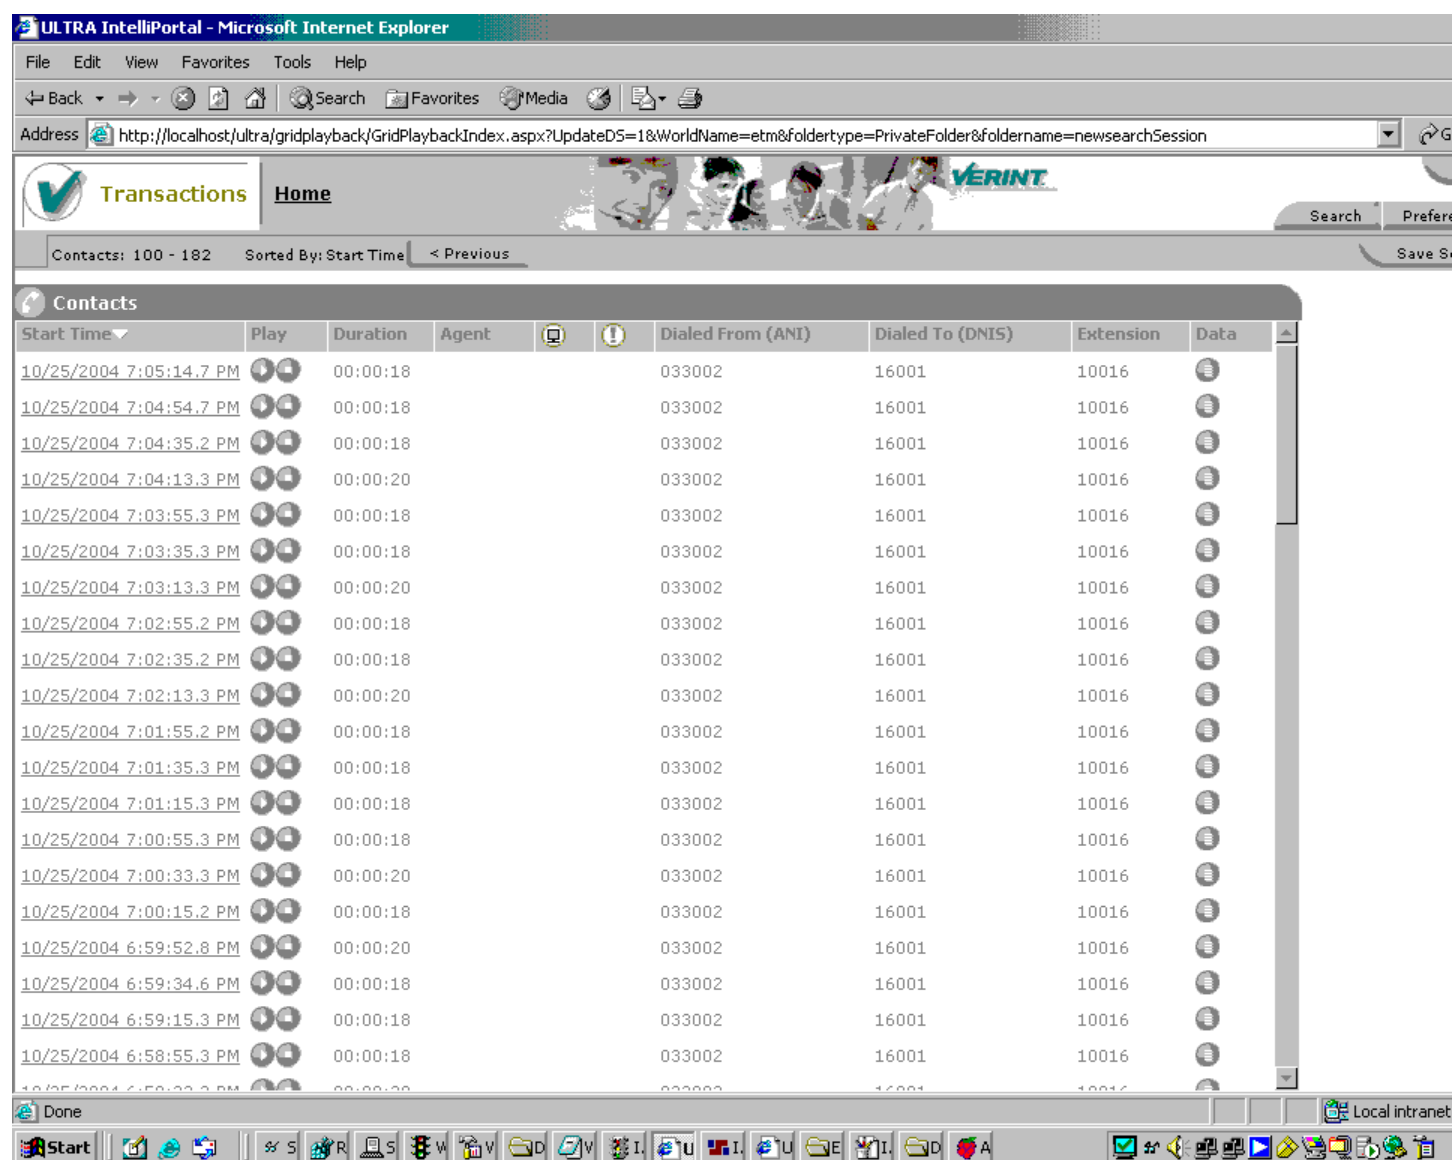 ULTRA IntelliPortal - Microsoft Internet Explorer
File Edit View Favorites Tools Help
Back Search Favorites Media
Address http://localhost/ultra/gridplayback/GridPlaybackIndex.aspx?UpdateDS=1&WorldName=etm&foldertype=PrivateFolder&foldername=newsearchSession G
Transactions Home VERINT. Search Prefere
Contacts: 100 - 182 Sorted By: Start Time < Previous Save S
Contacts
Start Time Play Duration Agent Dialed From (ANI) Dialed To (DNIS) Extension Data
10/25/2004 7:05:14.7 PM 00:00:18 033002 16001 10016
10/25/2004 7:04:54.7 PM 00:00:18 033002 16001 10016
10/25/2004 7:04:35.2 PM 00:00:18 033002 16001 10016
10/25/2004 7:04:13.3 PM 00:00:20 033002 16001 10016
10/25/2004 7:03:55.3 PM 00:00:18 033002 16001 10016
10/25/2004 7:03:35.3 PM 00:00:18 033002 16001 10016
10/25/2004 7:03:13.3 PM 00:00:20 033002 16001 10016
10/25/2004 7:02:55.2 PM 00:00:18 033002 16001 10016
10/25/2004 7:02:35.2 PM 00:00:18 033002 16001 10016
10/25/2004 7:02:13.3 PM 00:00:20 033002 16001 10016
10/25/2004 7:01:55.2 PM 00:00:18 033002 16001 10016
10/25/2004 7:01:35.3 PM 00:00:18 033002 16001 10016
10/25/2004 7:01:15.3 PM 00:00:18 033002 16001 10016
10/25/2004 7:00:55.3 PM 00:00:18 033002 16001 10016
10/25/2004 7:00:33.3 PM 00:00:20 033002 16001 10016
10/25/2004 7:00:15.2 PM 00:00:18 033002 16001 10016
10/25/2004 6:59:52.8 PM 00:00:20 033002 16001 10016
10/25/2004 6:59:34.6 PM 00:00:18 033002 16001 10016
10/25/2004 6:59:15.3 PM 00:00:18 033002 16001 10016
10/25/2004 6:58:55.3 PM 00:00:18 033002 16001 10016
Done Local intranet
Start S R S W V D V I. U I. U E I. D A